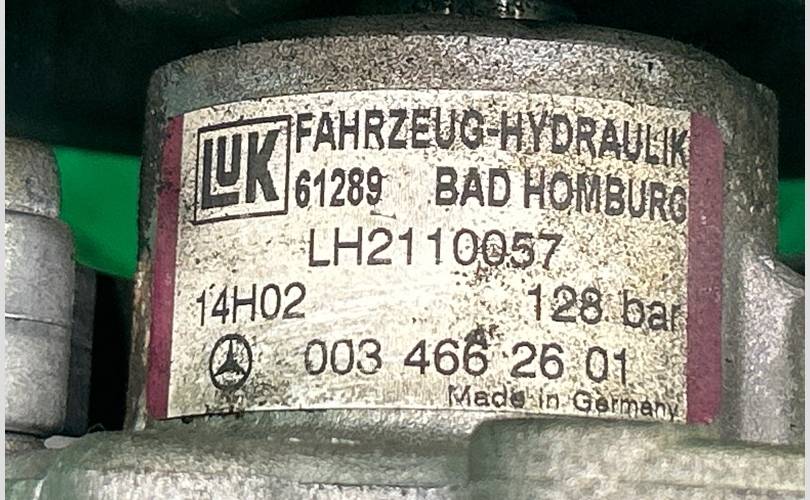 LuK FAHRZEUG-HYDRAULIK
61289 BAD HOMBURG
LH2110057
14H02 128 bar
003 466 26 01
Made in Germany